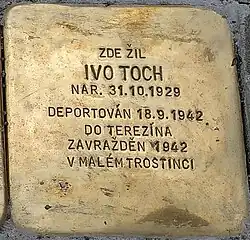 ZDE ŽIL
IVO TOCH
NAR. 31.10.1929
DEPORTOVÁN 18.9.1942
DO TEREZÍNA
ZAVRAŽDĚN 1942
V MALÉM TROSTINCI